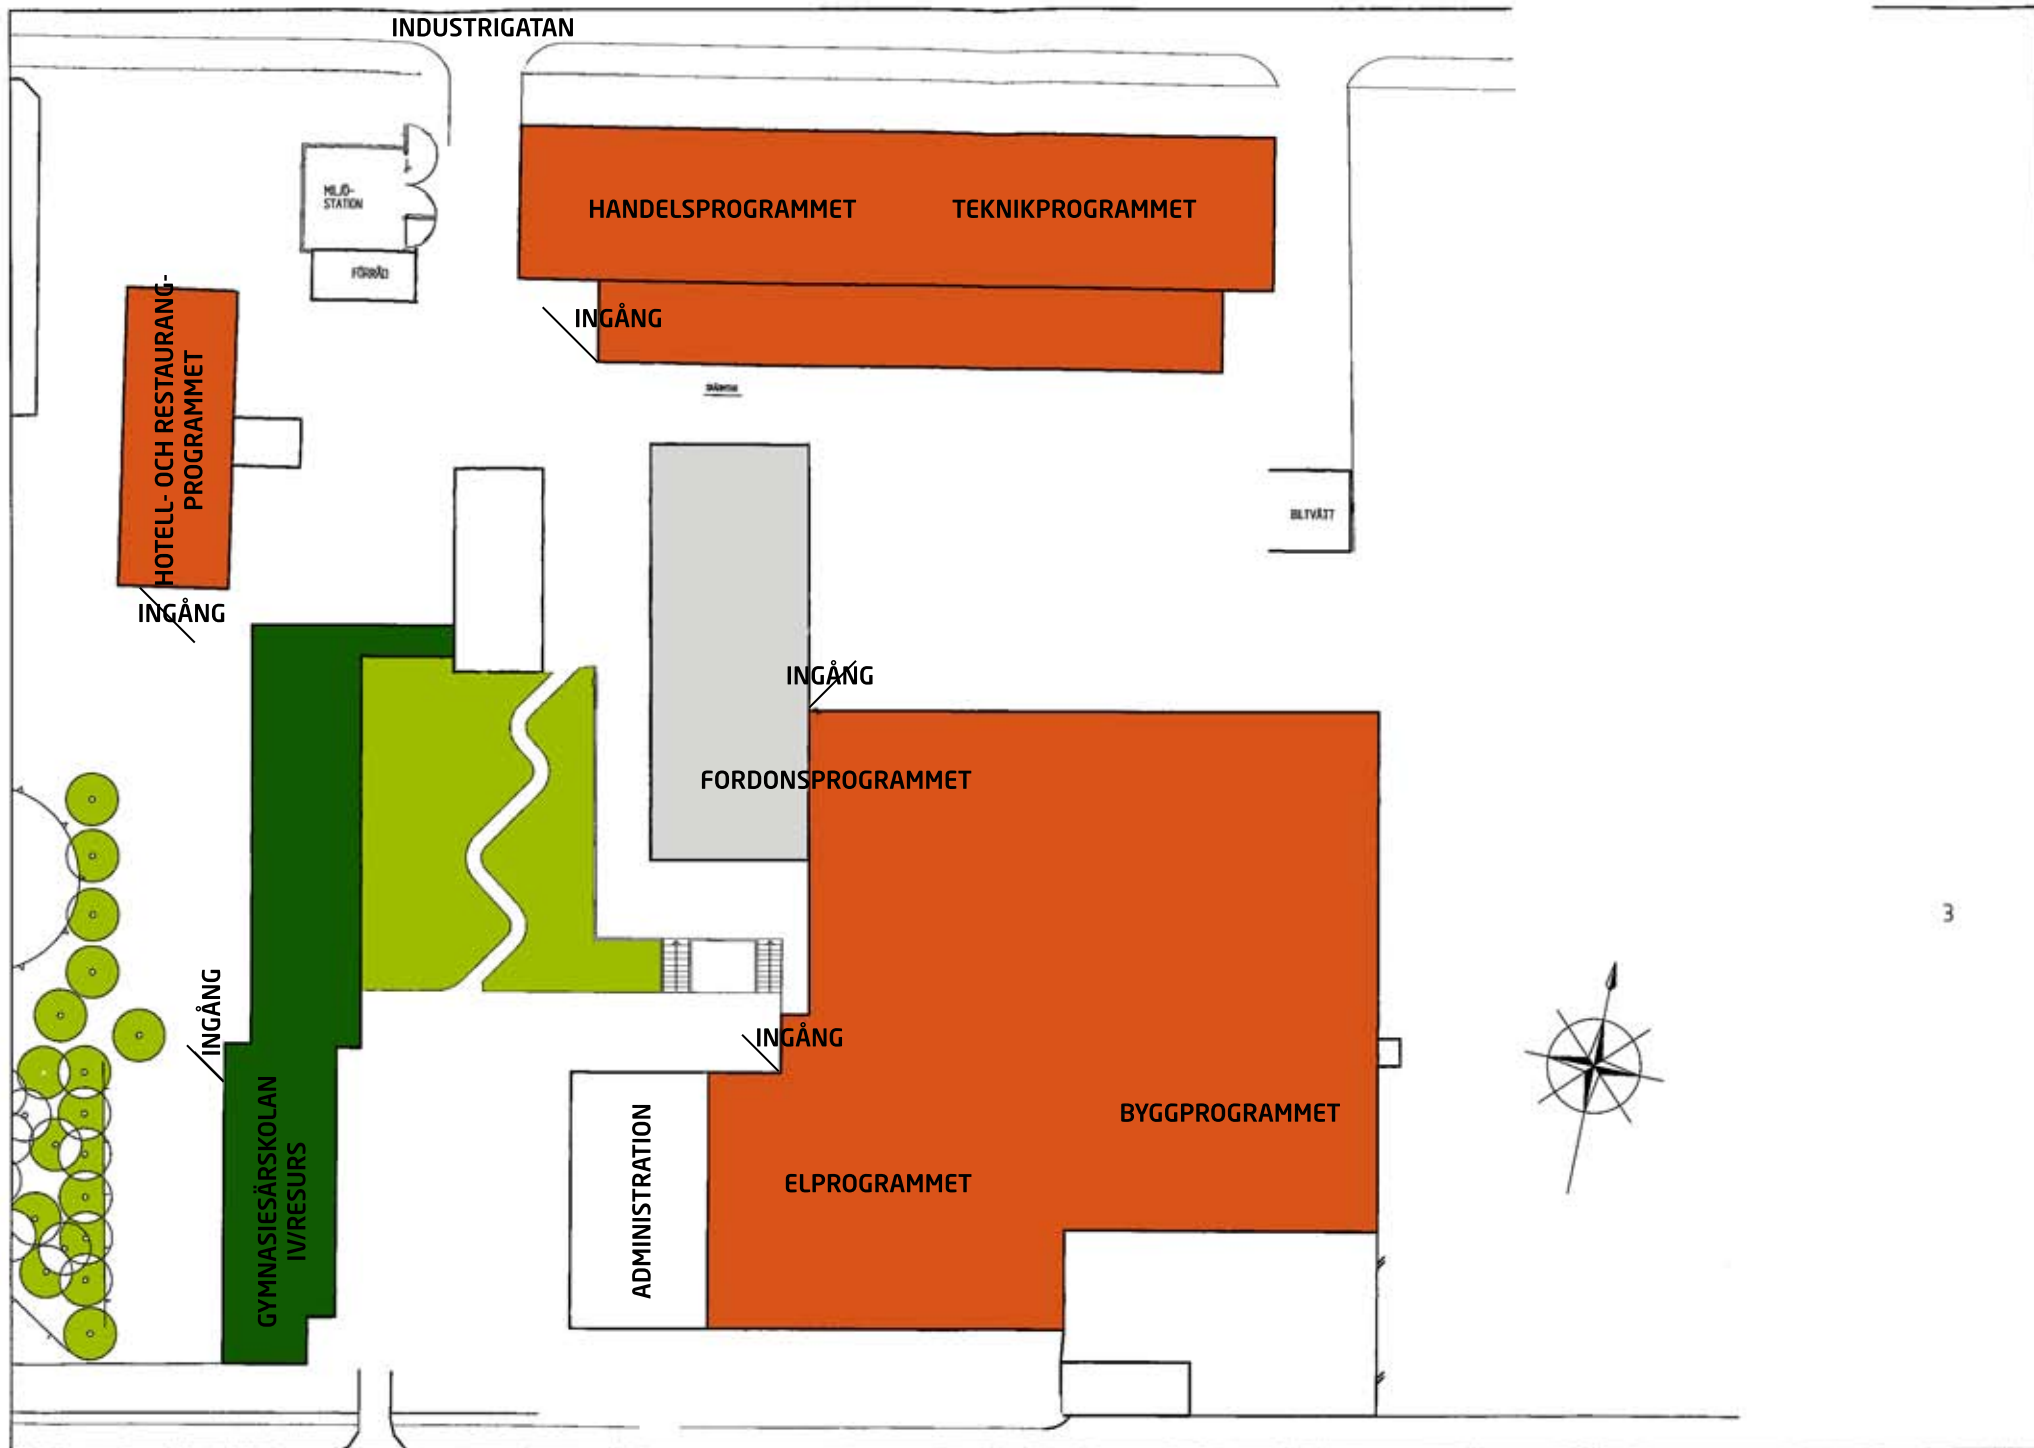 INDUSTRIGATAN
MILJÖ-
STATION
FÖRRÅD
HANDELSPROGRAMMET
TEKNIKPROGRAMMET
INGÅNG
HOTELL- OCH RESTAURANG-
PROGRAMMET
INGÅNG
BILTVÄTT
INGÅNG
FORDONSPROGRAMMET
3
INGÅNG
INGÅNG
BYGGPROGRAMMET
ELPROGRAMMET
ADMINISTRATION
GYMNASIESÄRSKOLAN
IV/RESURS